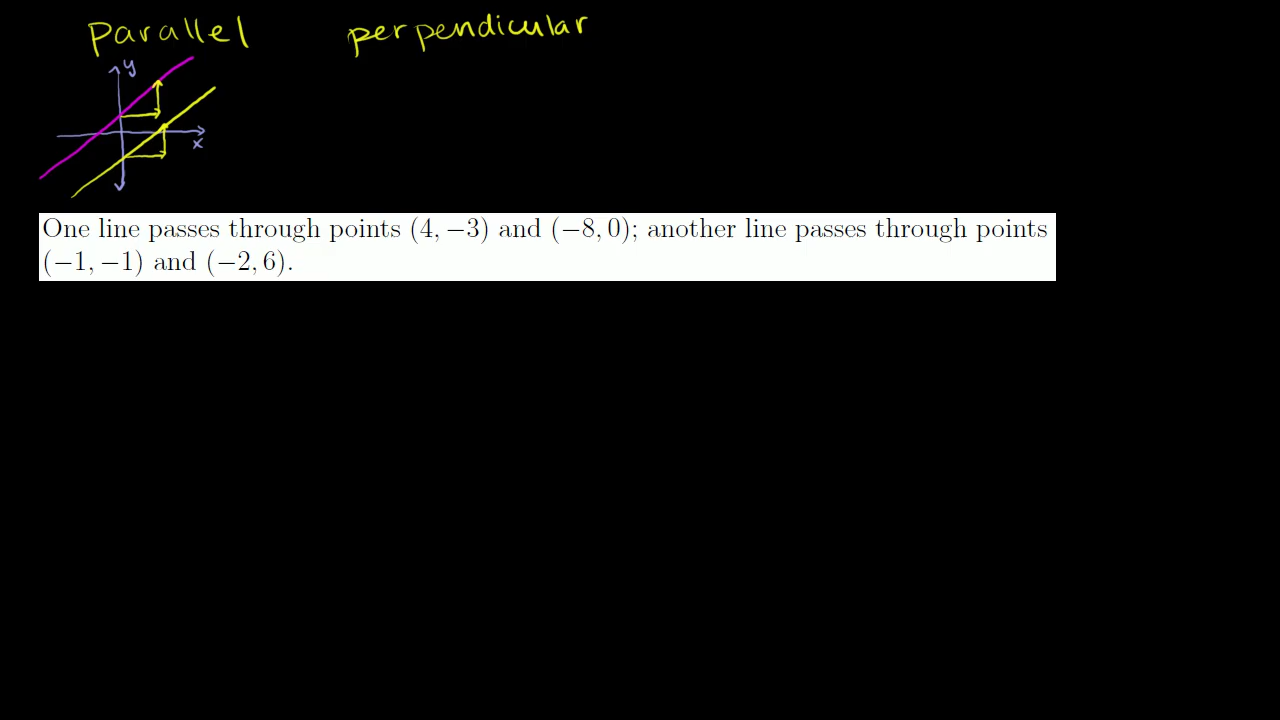 Parallel perpendicular
y
x
One line passes through points (4, −3) and (−8, 0); another line passes through points
(−1, −1) and (−2, 6).